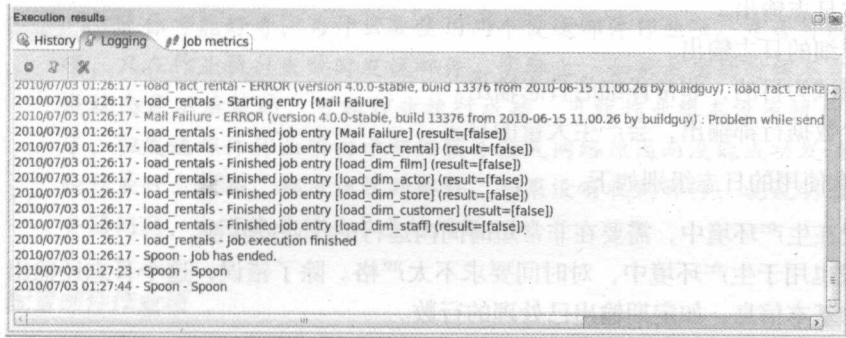 Execution results
History Logging Job metrics
2010/07/03 01:26:17 - load_fact_rental - ERROR (version 4.0.0-stable, build 13376 from 2010-06-15 11.00.26 by buildguy) : load_fact_renta
2010/07/03 01:26:17 - load_rentals - Starting entry [Mail Failure]
2010/07/03 01:26:17 - Mail Failure - ERROR (version 4.0.0-stable, build 13376 from 2010-06-15 11.00.26 by buildguy) : Problem while send
2010/07/03 01:26:17 - load_rentals - Finished job entry [Mail Failure] (result=[false])
2010/07/03 01:26:17 - load_rentals - Finished job entry [load_fact_rental] (result=[false])
2010/07/03 01:26:17 - load_rentals - Finished job entry [load_dim_film] (result=[false])
2010/07/03 01:26:17 - load_rentals - Finished job entry [load_dim_actor] (result=[false])
2010/07/03 01:26:17 - load_rentals - Finished job entry [load_dim_store] (result=[false])
2010/07/03 01:26:17 - load_rentals - Finished job entry [load_dim_customer] (result=[false])
2010/07/03 01:26:17 - load_rentals - Finished job entry [load_dim_staff] (result=[false])
2010/07/03 01:26:17 - load_rentals - Job execution finished
2010/07/03 01:26:17 - Spoon - Job has ended.
2010/07/03 01:27:23 - Spoon - Spoon
2010/07/03 01:27:44 - Spoon - Spoon